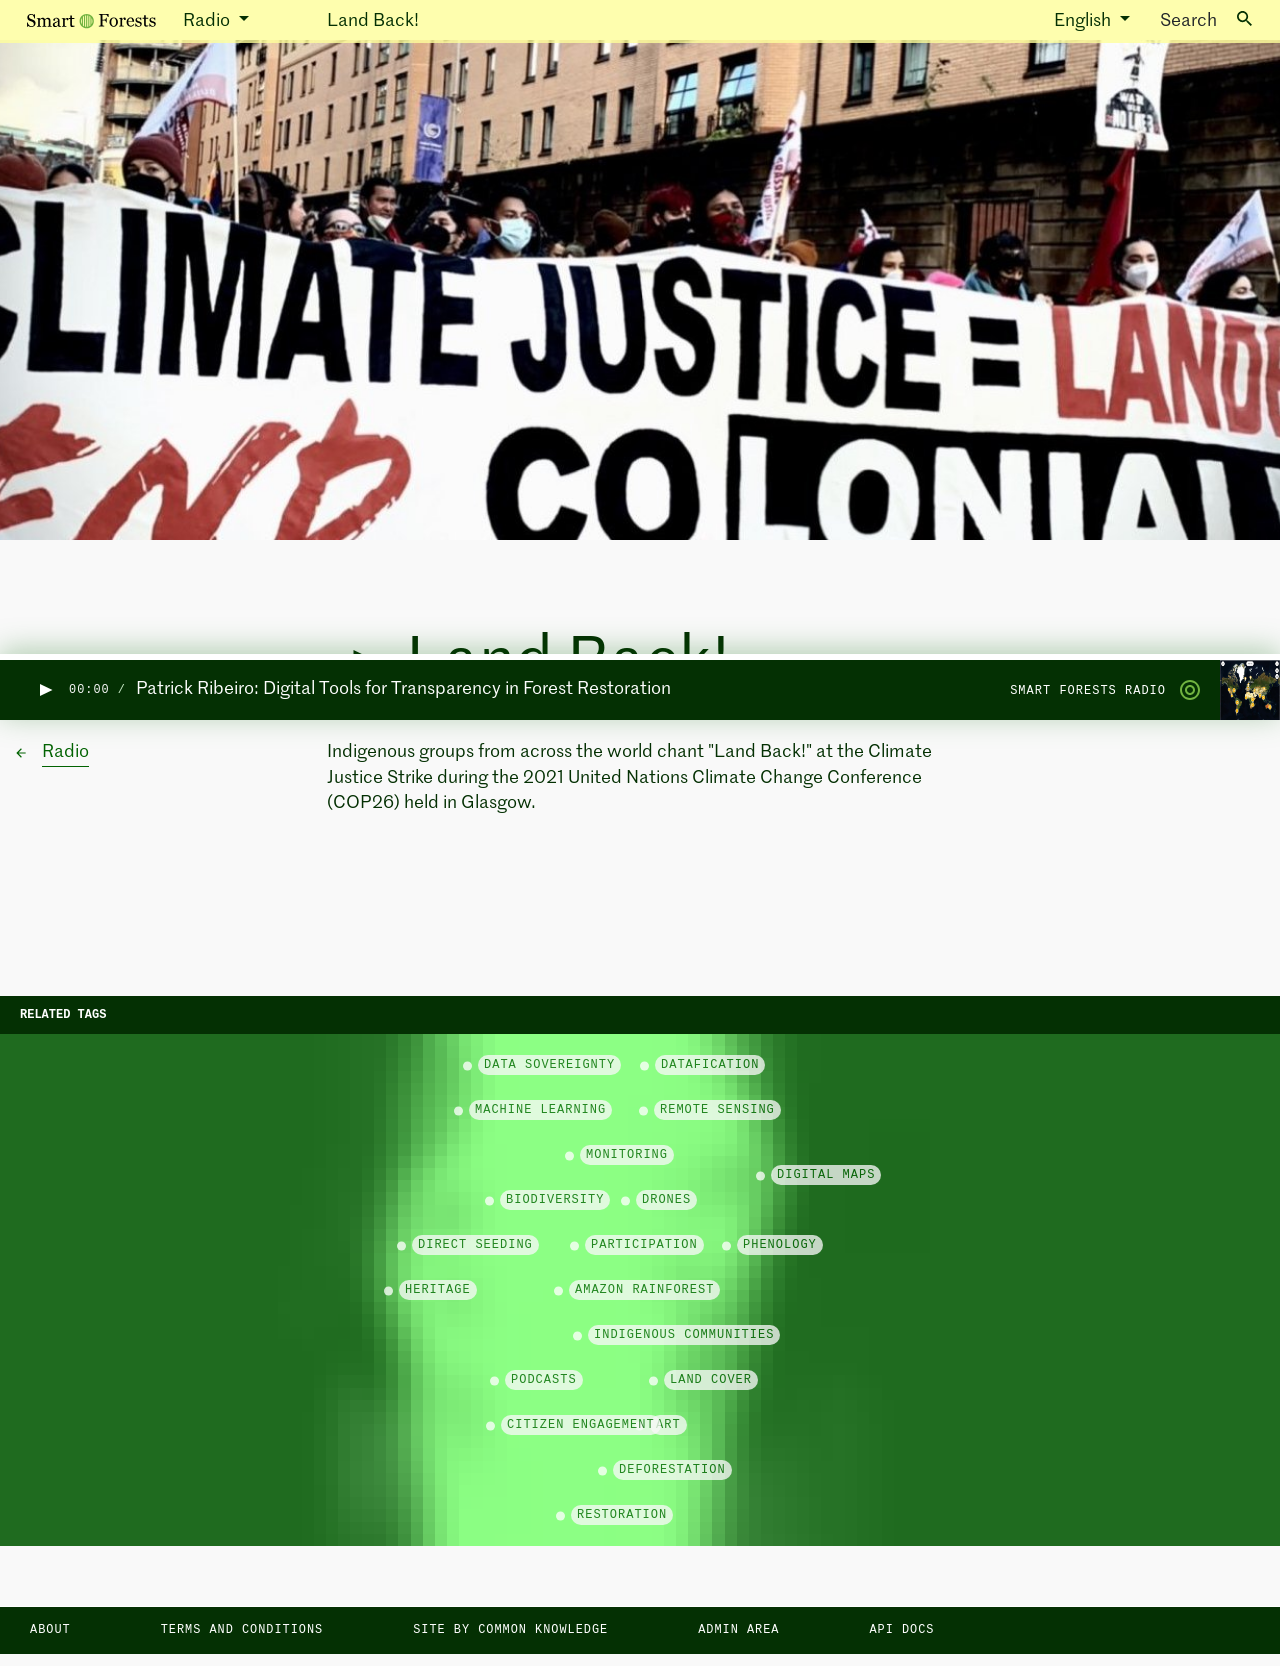 Smart Forests
Radio
Land Back!
English
Search
CLIMATE JUSTICE =
END COLONIAL
Land Back!
00:00 /
Patrick Ribeiro: Digital Tools for Transparency in Forest Restoration
SMART FORESTS RADIO
Radio
Indigenous groups from across the world chant "Land Back!" at the Climate
Justice Strike during the 2021 United Nations Climate Change Conference
(COP26) held in Glasgow.
RELATED TAGS
DATA SOVEREIGNTY
DATAFICATION
MACHINE LEARNING
REMOTE SENSING
MONITORING
DIGITAL MAPS
BIODIVERSITY
DRONES
DIRECT SEEDING
PARTICIPATION
PHENOLOGY
HERITAGE
AMAZON RAINFOREST
INDIGENOUS COMMUNITIES
PODCASTS
LAND COVER
CITIZEN ENGAGEMENT
ART
DEFORESTATION
RESTORATION
ABOUT
TERMS AND CONDITIONS
SITE BY COMMON KNOWLEDGE
ADMIN AREA
API DOCS